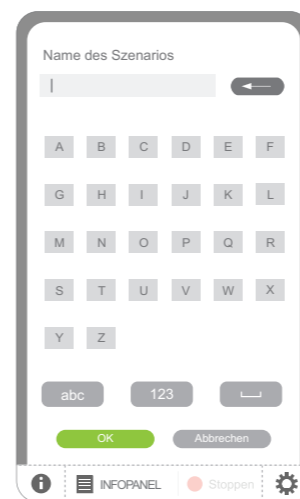 Name des Szenarios
A B C D E F
G H I J K L
M N O P Q R
S T U V W X
Y Z
abc 123
OK Abbrechen
INFOPANEL Stoppen